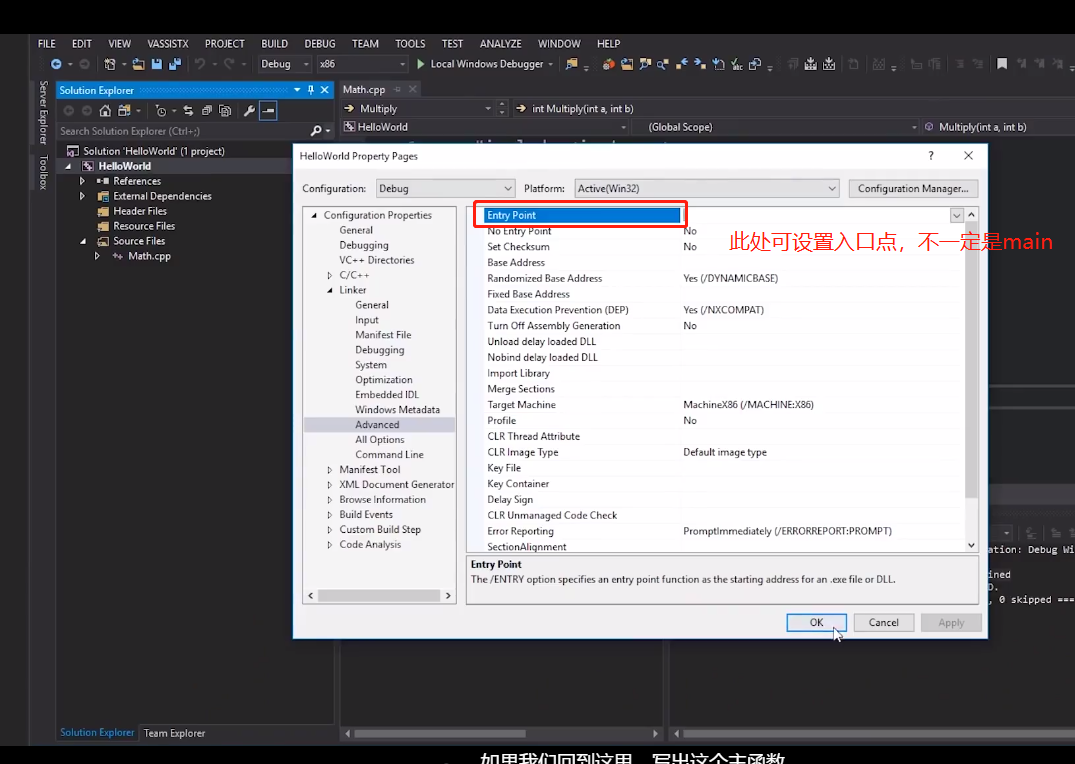 FILE EDIT VIEW VASSISTX PROJECT BUILD DEBUG TEAM TOOLS TEST ANALYZE WINDOW HELP
Debug x86 Local Windows Debugger
Server Explorer
Toolbox
Solution Explorer
Search Solution Explorer (Ctrl+;)
Solution 'HelloWorld' (1 project)
HelloWorld
References
External Dependencies
Header Files
Resource Files
Source Files
Math.cpp
Solution Explorer Team Explorer
Math.cpp
Multiply int Multiply(int a, int b)
HelloWorld (Global Scope) Multiply(int a, int b)
HelloWorld Property Pages
Configuration: Debug Platform: Active(Win32) Configuration Manager...
Configuration Properties
General
Debugging
VC++ Directories
C/C++
Linker
General
Input
Manifest File
Debugging
System
Optimization
Embedded IDL
Windows Metadata
Advanced
All Options
Command Line
Manifest Tool
XML Document Generator
Browse Information
Build Events
Custom Build Step
Code Analysis
Entry Point
No Entry Point No
Set Checksum No
Base Address
Randomized Base Address Yes (/DYNAMICBASE)
Fixed Base Address
Data Execution Prevention (DEP) Yes (/NXCOMPAT)
Turn Off Assembly Generation No
Unload delay loaded DLL
Nobind delay loaded DLL
Import Library
Merge Sections
Target Machine MachineX86 (/MACHINE:X86)
Profile No
CLR Thread Attribute
CLR Image Type Default image type
Key File
Key Container
Delay Sign
CLR Unmanaged Code Check
Error Reporting PromptImmediately (/ERRORREPORT:PROMPT)
SectionAlignment
此处可设置入口点，不一定是main
Entry Point
The /ENTRY option specifies an entry point function as the starting address for an .exe file or DLL.
OK Cancel Apply
ation: Debug Wi
ined
D.
, 0 skipped ===
如果我们回到这里，写出这个主函数